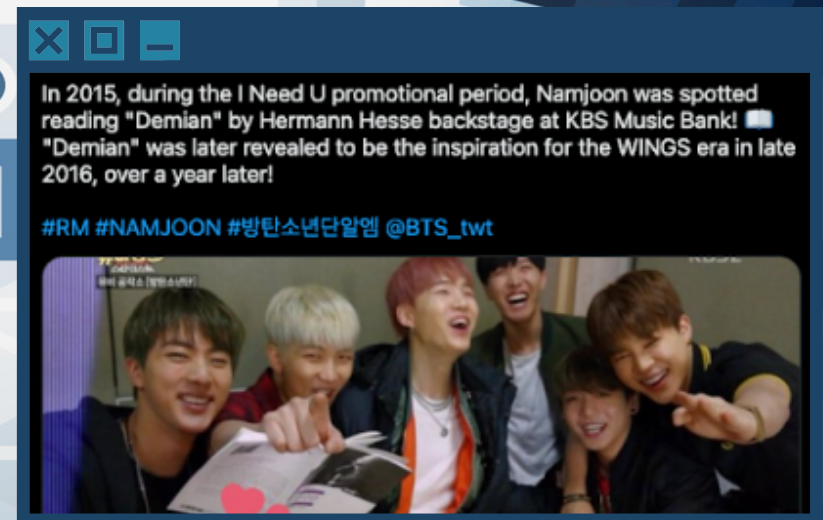 In 2015, during the I Need U promotional period, Namjoon was spotted
reading "Demian" by Hermann Hesse backstage at KBS Music Bank! 📖
"Demian" was later revealed to be the inspiration for the WINGS era in late
2016, over a year later!
#RM #NAMJOON #방탄소년단알엠 @BTS_twt